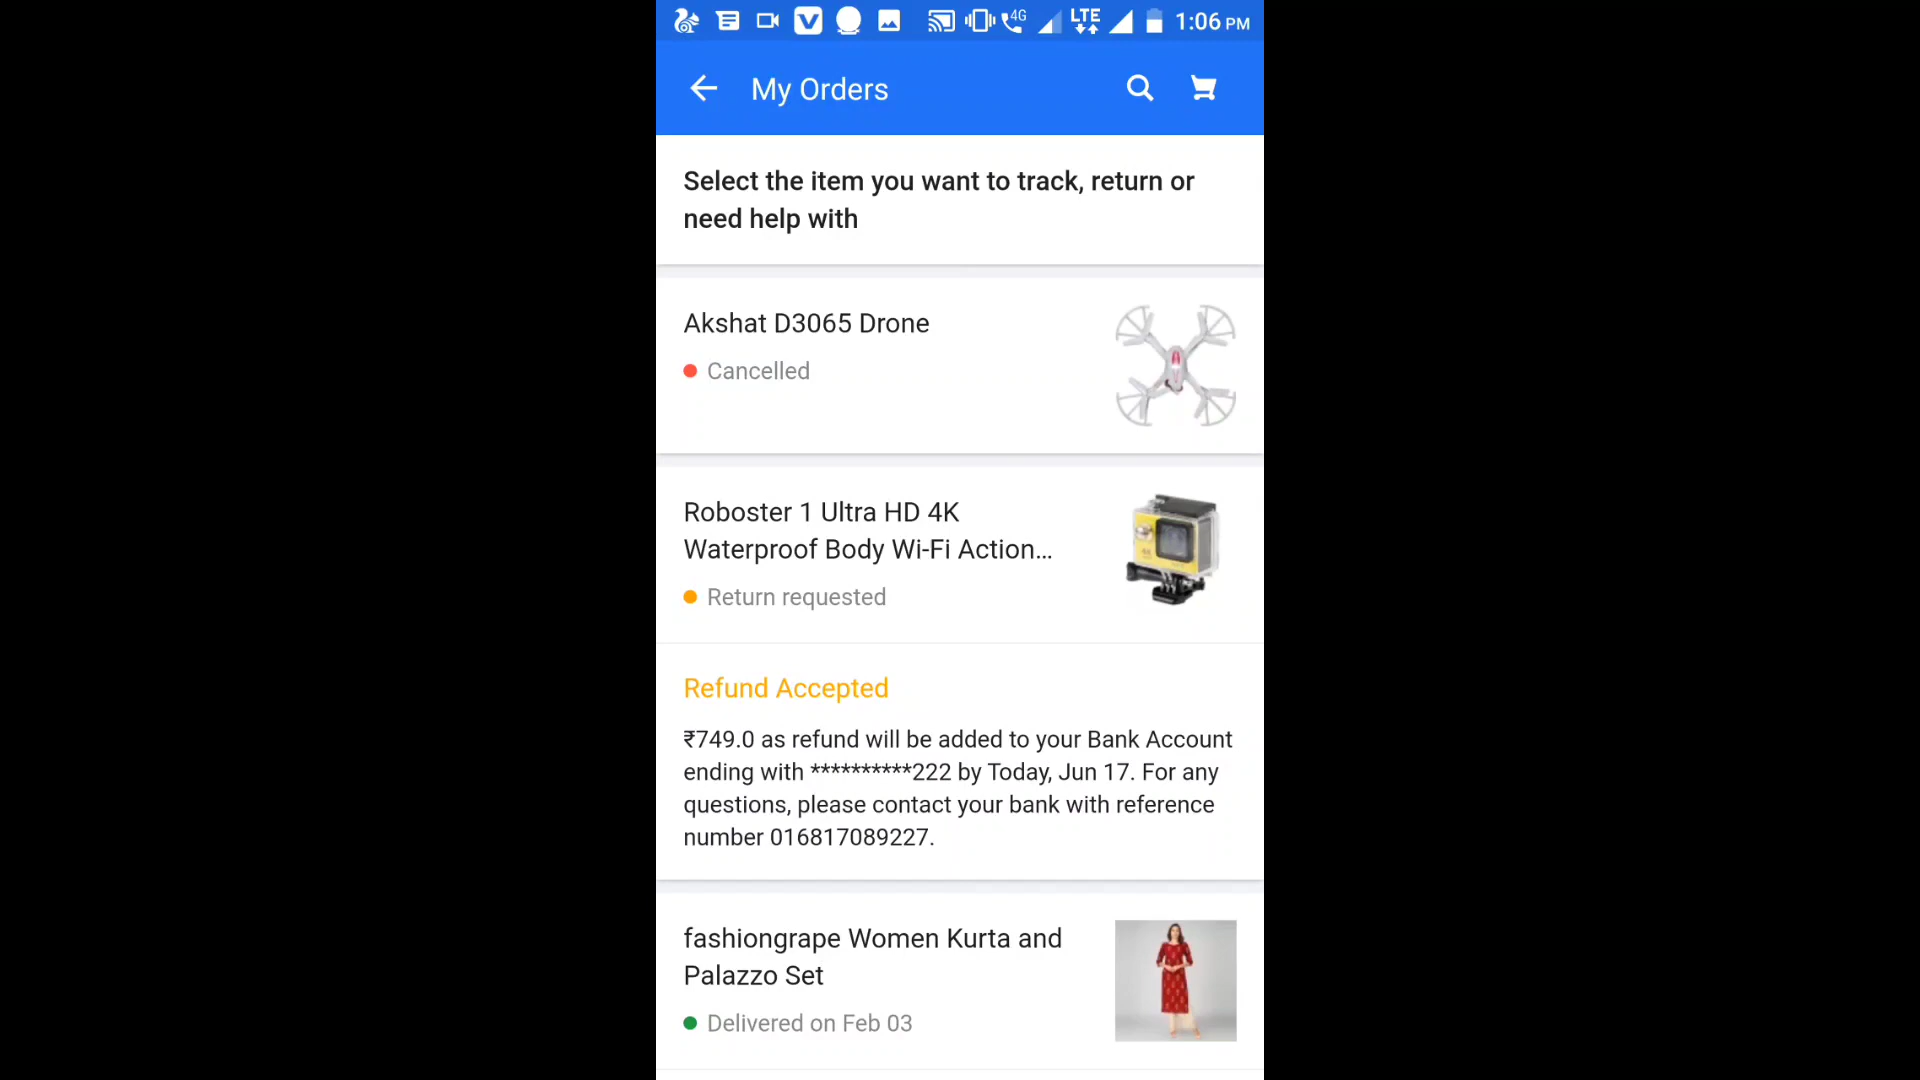 4G LTE 1:06 PM
My Orders
Select the item you want to track, return or
need help with
Akshat D3065 Drone
Cancelled
Roboster 1 Ultra HD 4K
Waterproof Body Wi-Fi Action...
Return requested
Refund Accepted
₹749.0 as refund will be added to your Bank Account
ending with **********222 by Today, Jun 17. For any
questions, please contact your bank with reference
number 016817089227.
fashiongrape Women Kurta and
Palazzo Set
Delivered on Feb 03